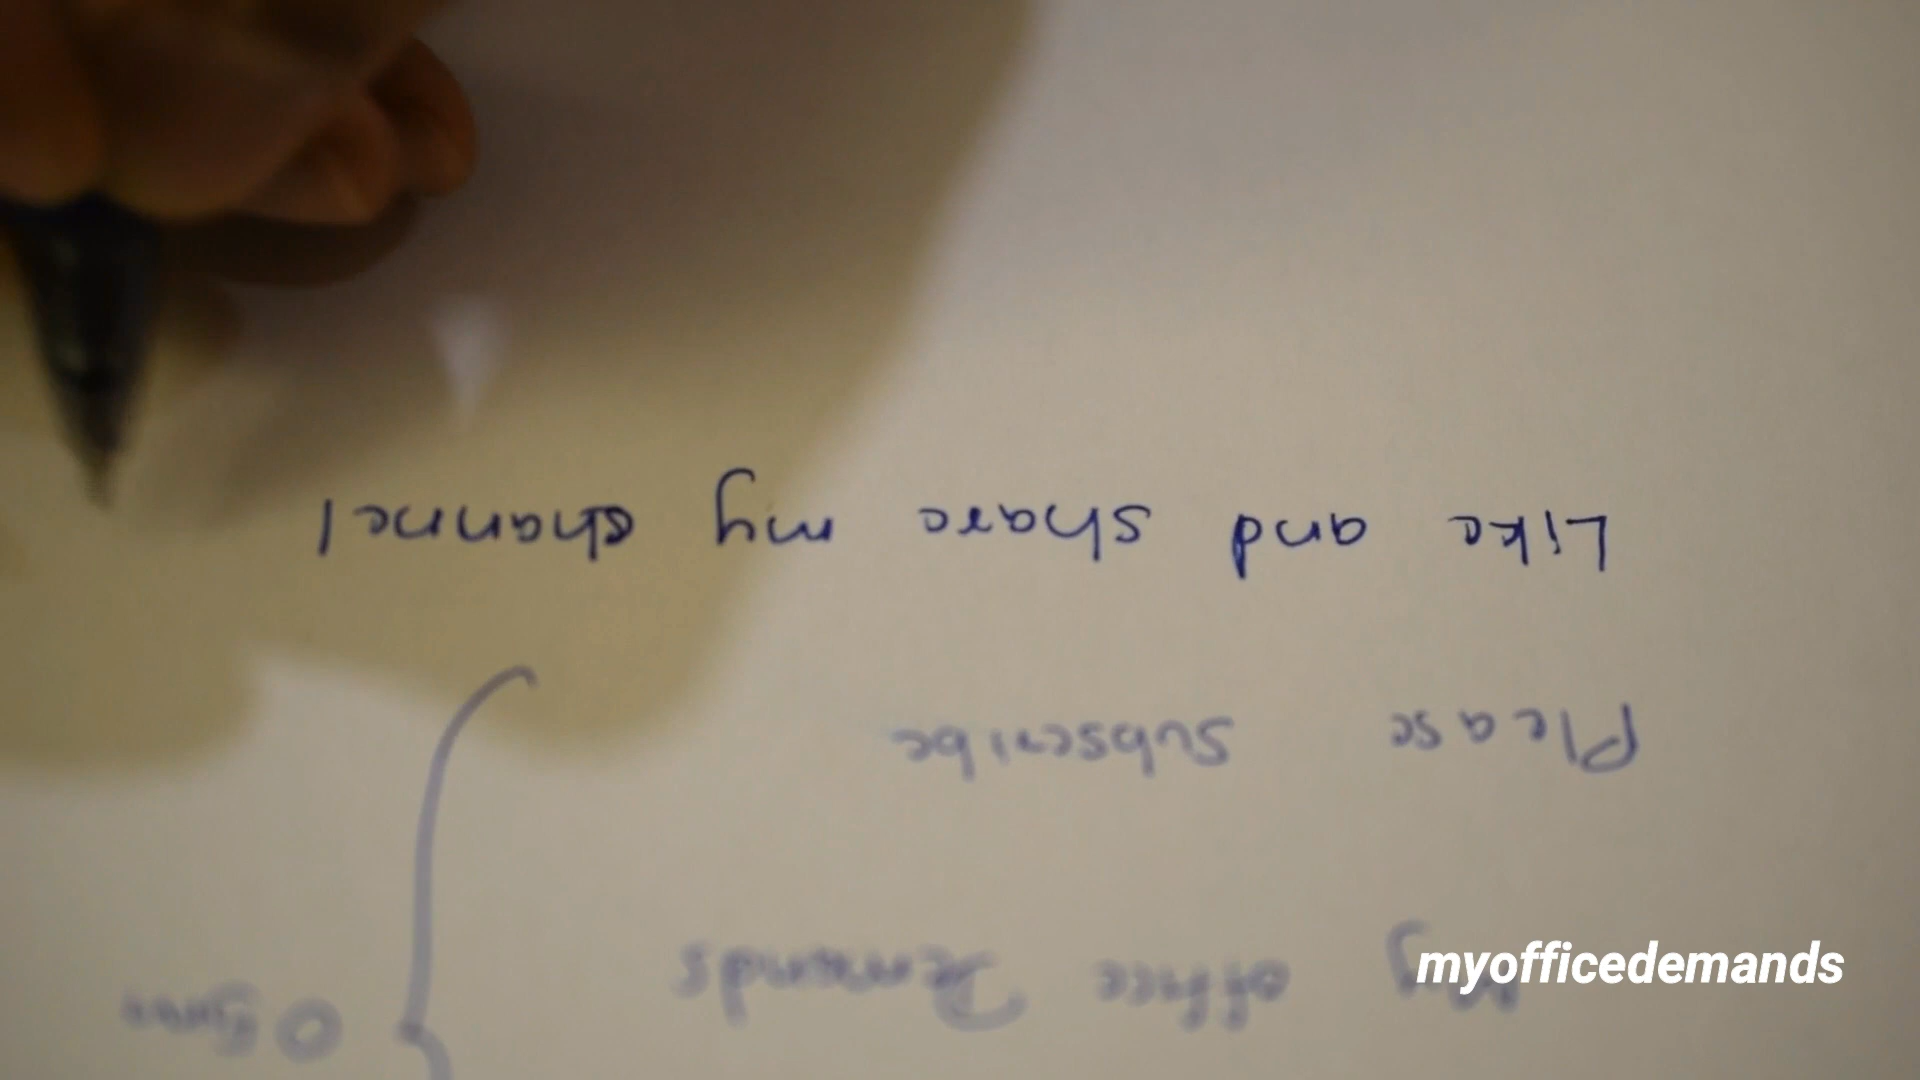 My office Demands
Please subscribe
Like and share my channel
myofficedemands